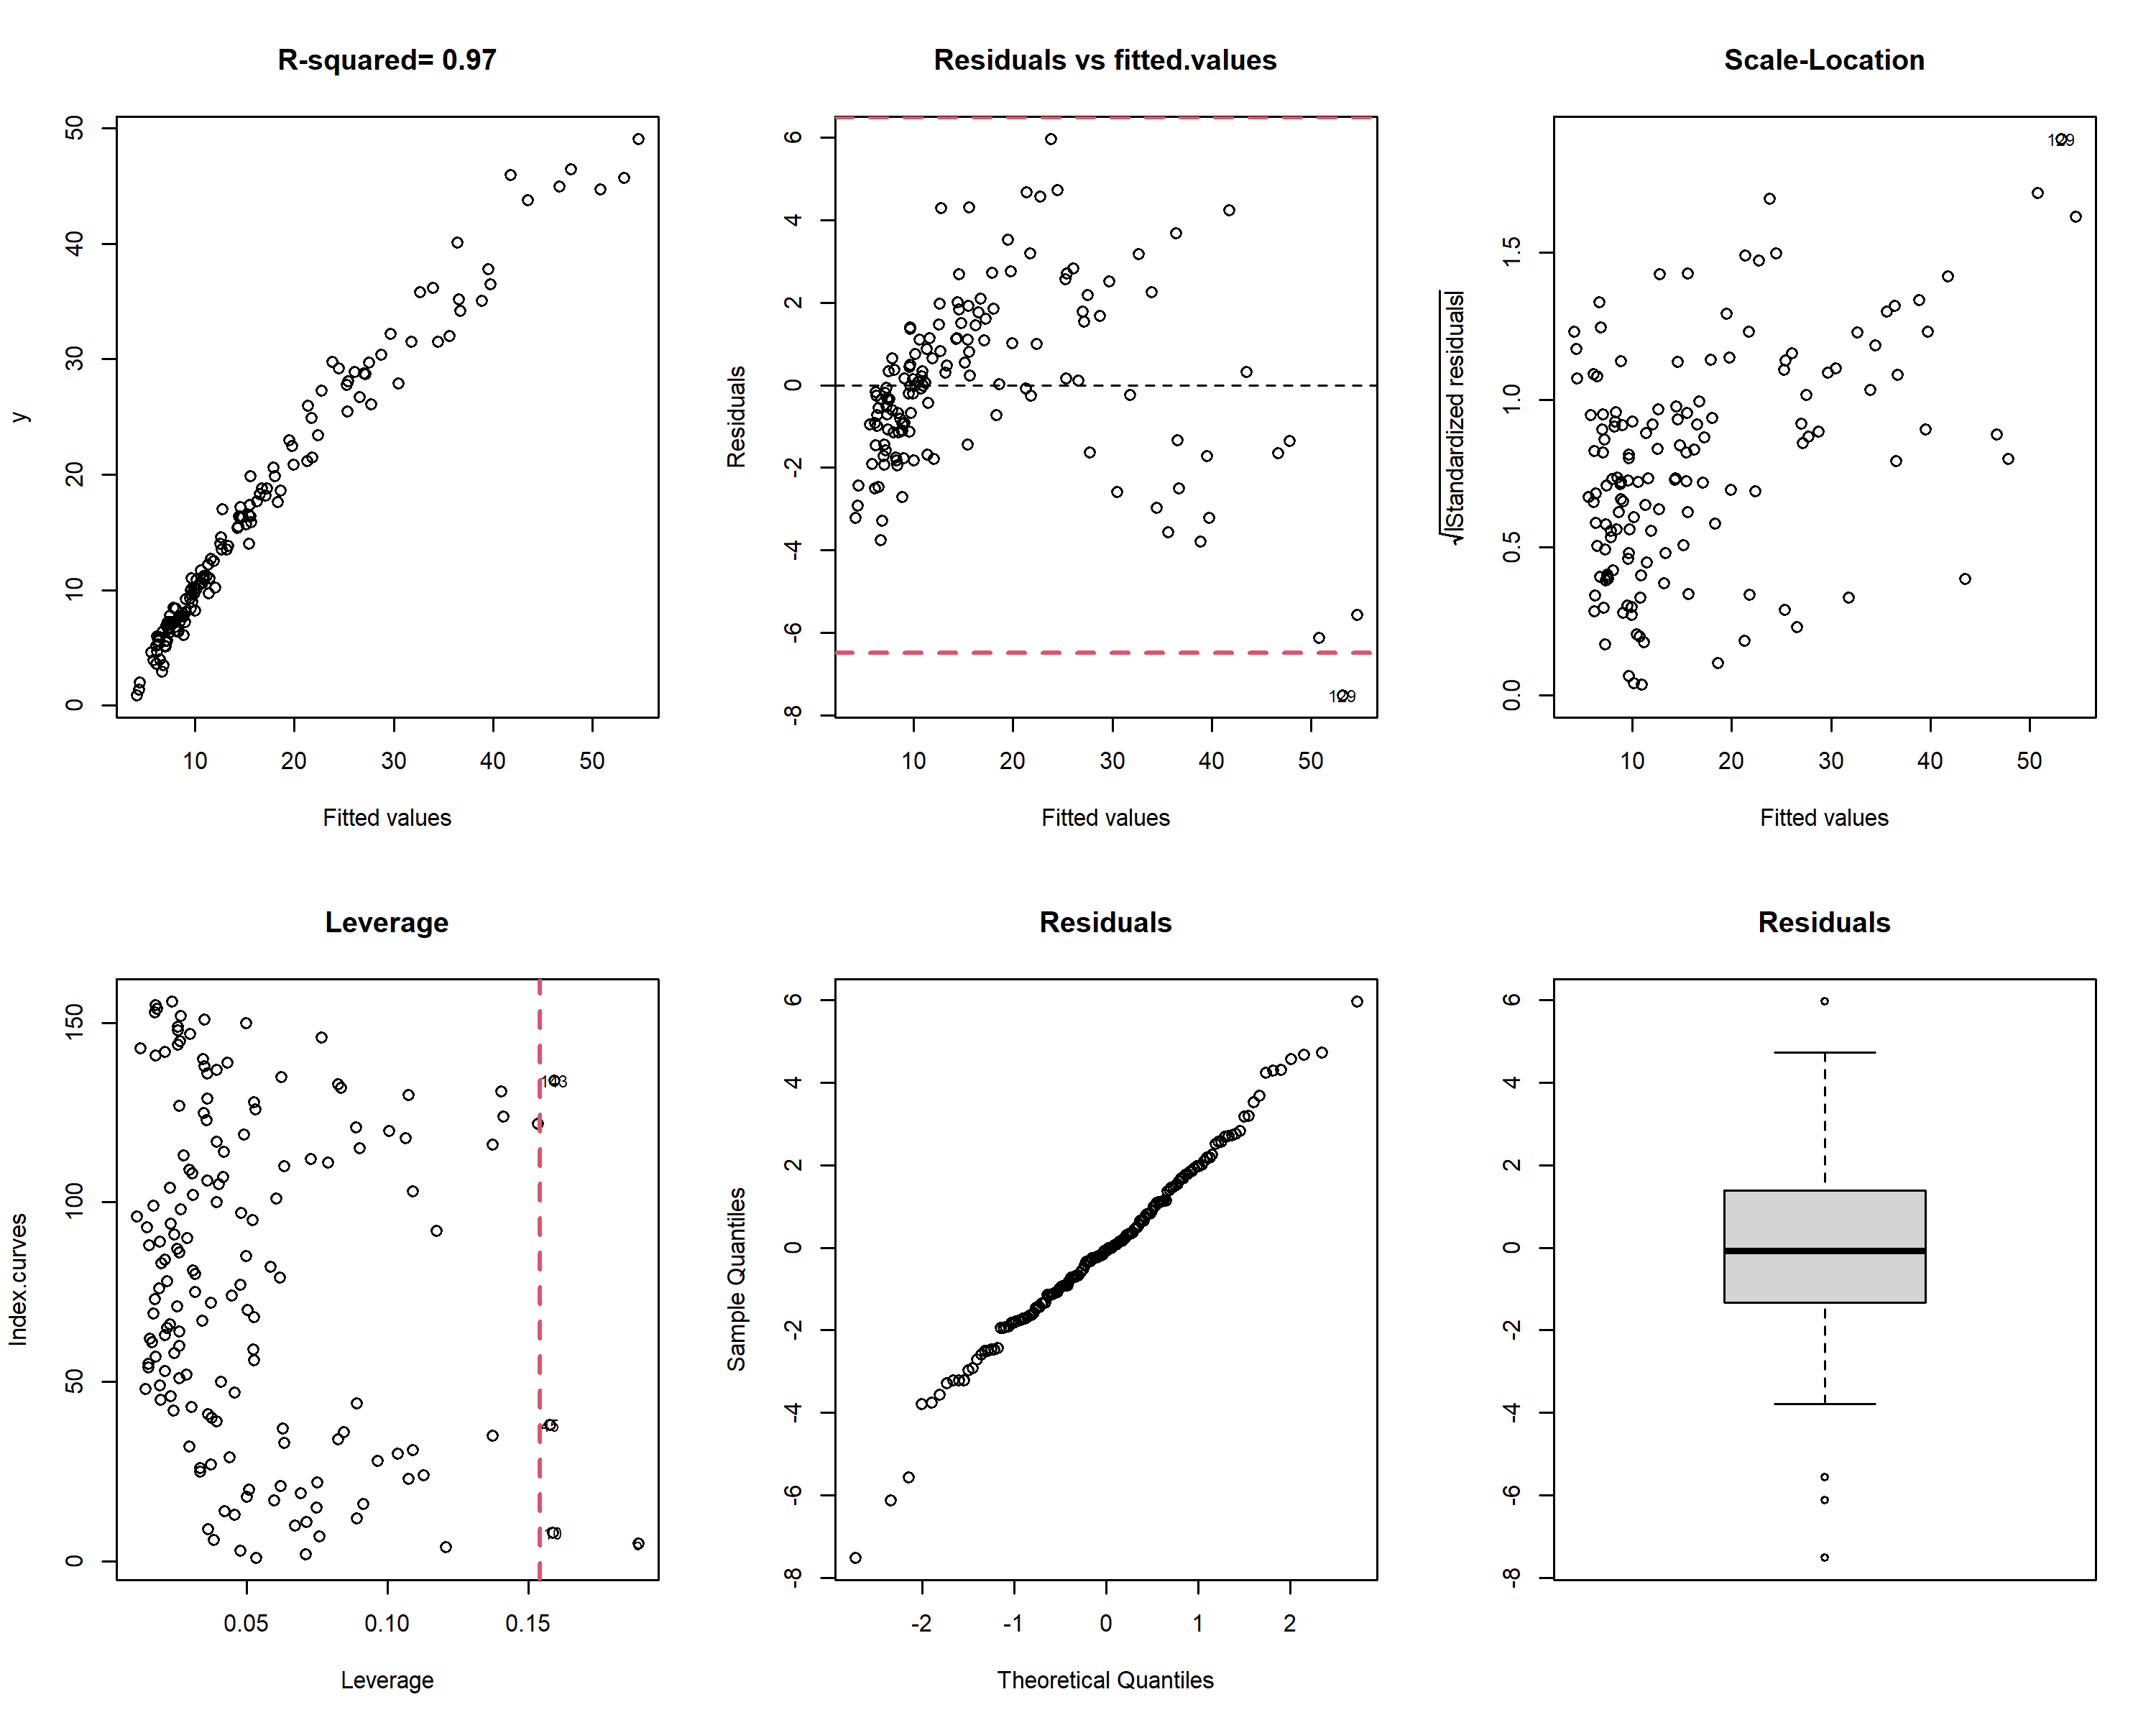 R-squared= 0.97
y
50
40
30
20
10
0
10 20 30 40 50
Fitted values
Residuals vs fitted.values
Residuals
6
4
2
0
-2
-4
-6
-8
129
10 20 30 40 50
Fitted values
Scale-Location
√|Standardized residuals|
1.5
1.0
0.5
0.0
129
10 20 30 40 50
Fitted values
Leverage
Index.curves
150
100
50
0
143
45
10
0.05 0.10 0.15
Leverage
Residuals
Sample Quantiles
6
4
2
0
-2
-4
-6
-8
-2 -1 0 1 2
Theoretical Quantiles
Residuals
6
4
2
0
-2
-4
-6
-8